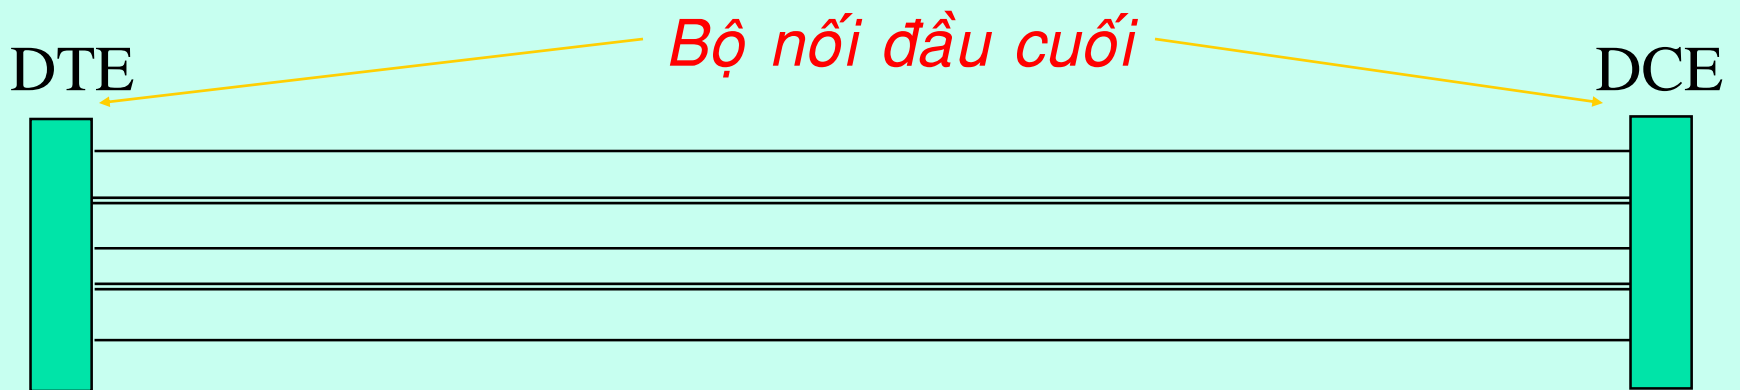 Bộ nối đầu cuối
DTE
DCE